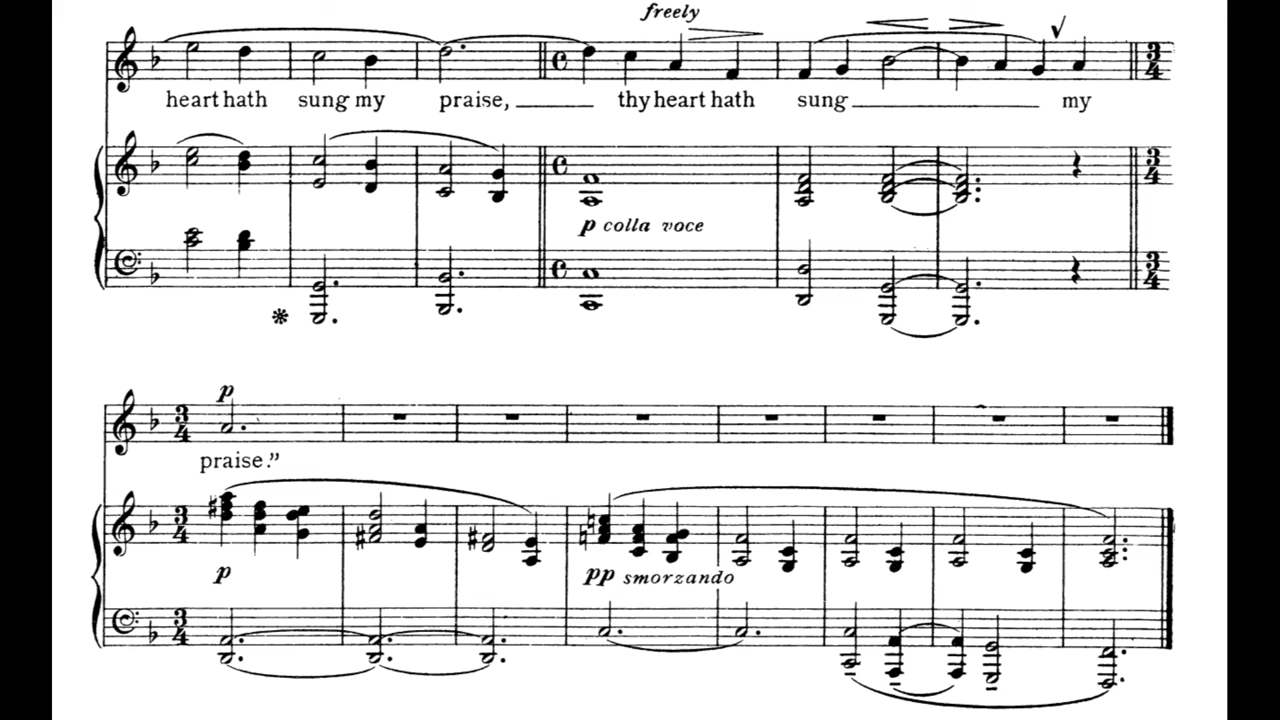 freely
heart hath sung my praise, thy heart hath sung my
p colla voce
p
praise.”
p
pp smorzando